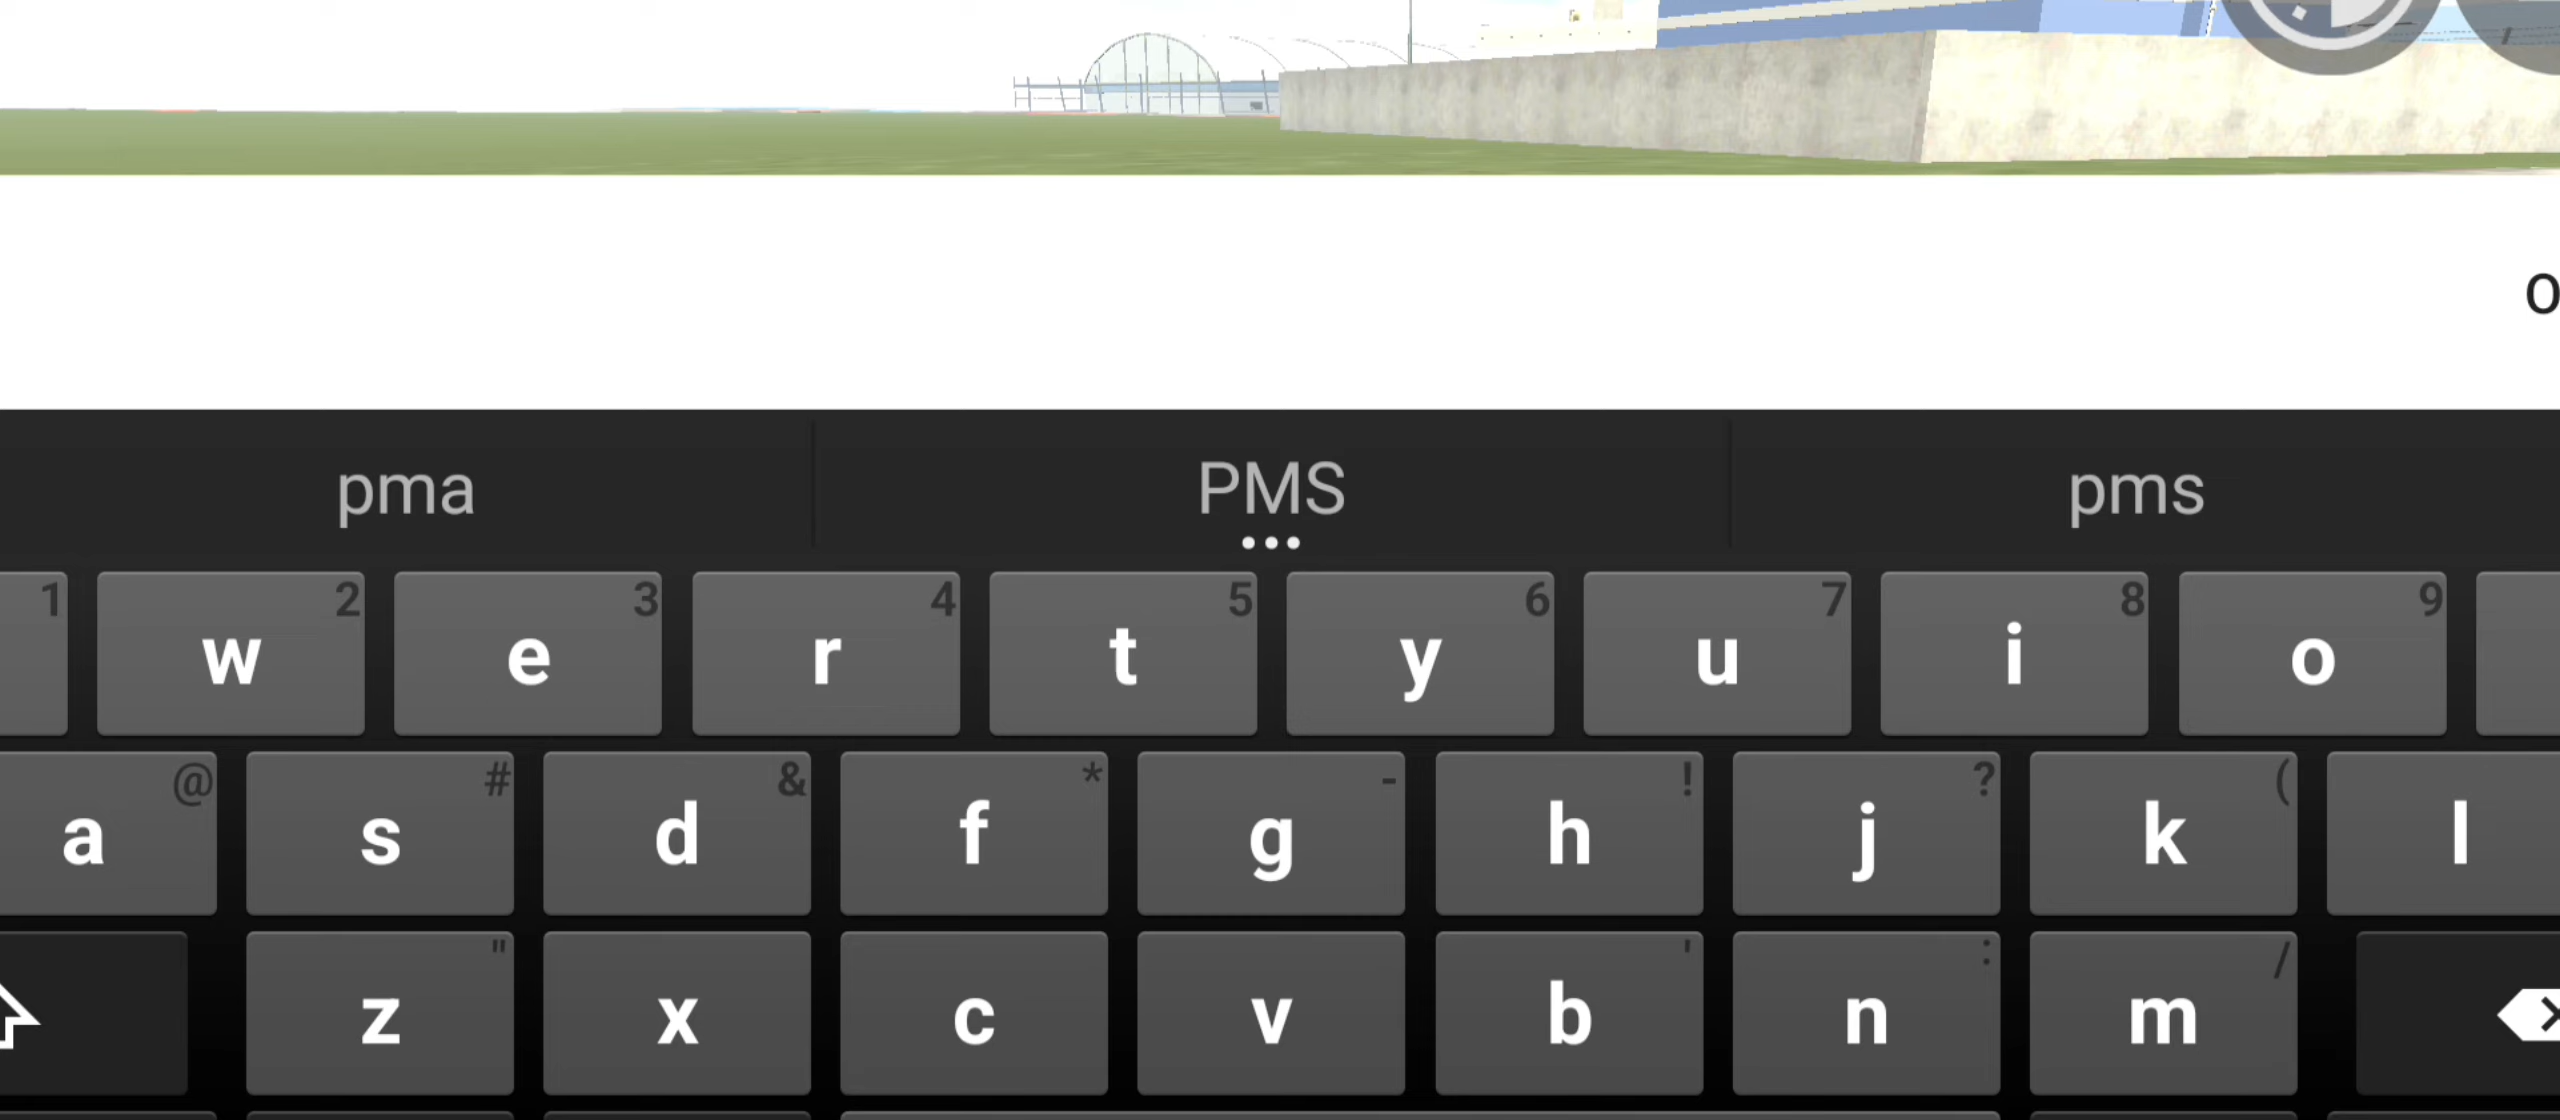 o
pma PMS pms
1 w 2 e 3 r 4 t 5 y 6 u 7 i 8 o 9
a @ s # d & f * g - h ! j ? k ( l
z " x c v b ' n : m /